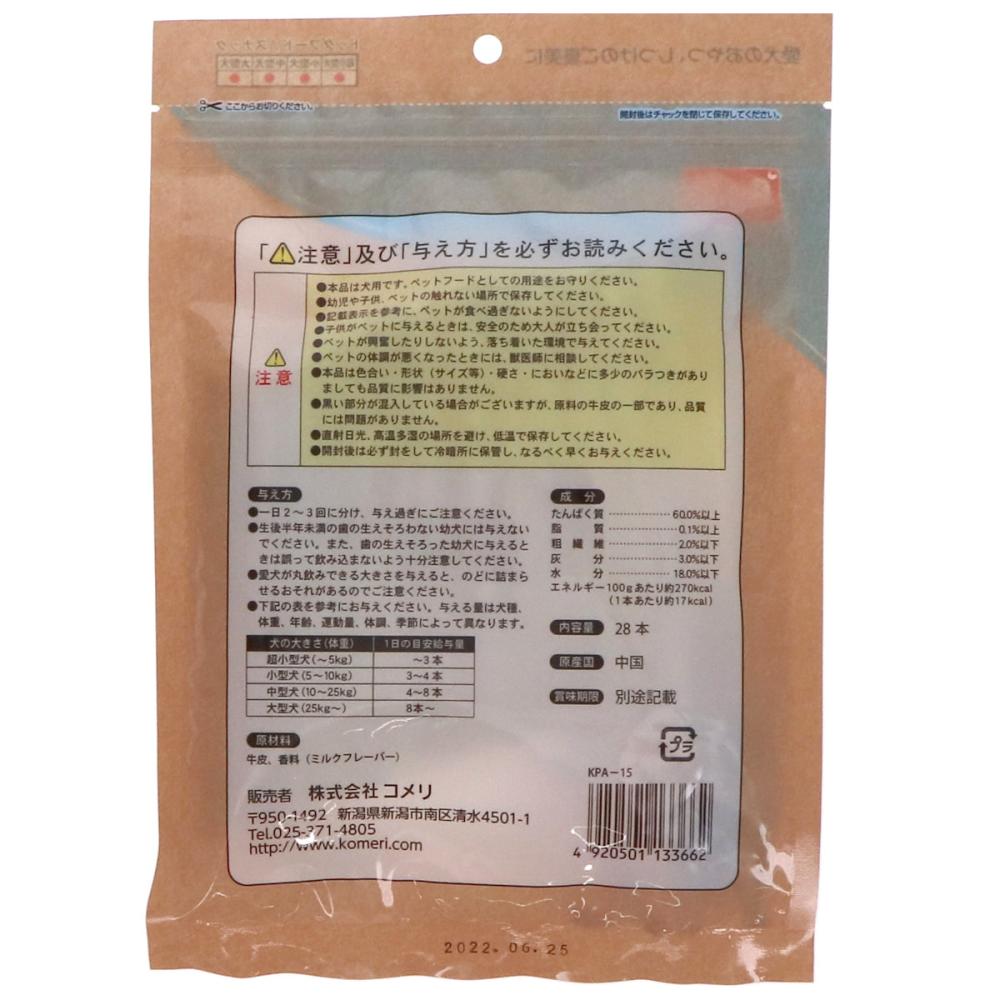 愛犬のおやつ、しつけのご褒美に
ドッグフード・スナック
超小型犬 小型犬 中型犬 大型犬
ここからお切りください。
開封後はチャックを閉じて保存してください。
「⚠注意」及び「与え方」を必ずお読みください。
注意
●本品は犬用です。ペットフードとしての用途をお守りください。
●幼児や子供、ペットの触れない場所で保存してください。
●記載表示を参考に、ペットが食べ過ぎないようにしてください。
●子供がペットに与えるときは、安全のため大人が立ち会ってください。
●ペットが興奮したりしないよう、落ち着いた環境で与えてください。
●ペットの体調が悪くなったときには、獣医師に相談してください。
●本品は色合い・形状（サイズ等）・硬さ・においなどに多少のバラつきがあり
ましても品質に影響はありません。
●黒い部分が混入している場合がございますが、原料の牛皮の一部であり、品質
には問題がありません。
●直射日光、高温多湿の場所を避け、低温で保存してください。
●開封後は必ず封をして冷暗所に保管し、なるべく早くお与えください。
与え方
●一日2～3回に分け、与え過ぎにご注意ください。
●生後半年未満の歯の生えそろわない幼犬には与えない
でください。また、歯の生えそろった幼犬に与えると
きは誤って飲み込まないよう十分注意してください。
●愛犬が丸飲みできる大きさを与えると、のどに詰まら
せるおそれがあるのでご注意ください。
●下記の表を参考にお与えください。与える量は犬種、
体重、年齢、運動量、体調、季節によって異なります。
犬の大きさ（体重） 1日の目安給与量
超小型犬（～5kg） ～3本
小型犬（5～10kg） 3～4本
中型犬（10～25kg） 4～8本
大型犬（25kg～） 8本～
原材料
牛皮、香料（ミルクフレーバー）
販売者 株式会社 コメリ
〒950-1492 新潟県新潟市南区清水4501-1
Tel.025-371-4805
http://www.komeri.com
成分
たんぱく質 60.0%以上
脂質 0.1%以上
粗繊維 2.0%以下
灰分 3.0%以下
水分 18.0%以下
エネルギー 100gあたり約270kcal
（1本あたり約17kcal）
内容量 28本
原産国 中国
賞味期限 別途記載
プラ
KPA-15
4 920501 133662
2022. 06. 25